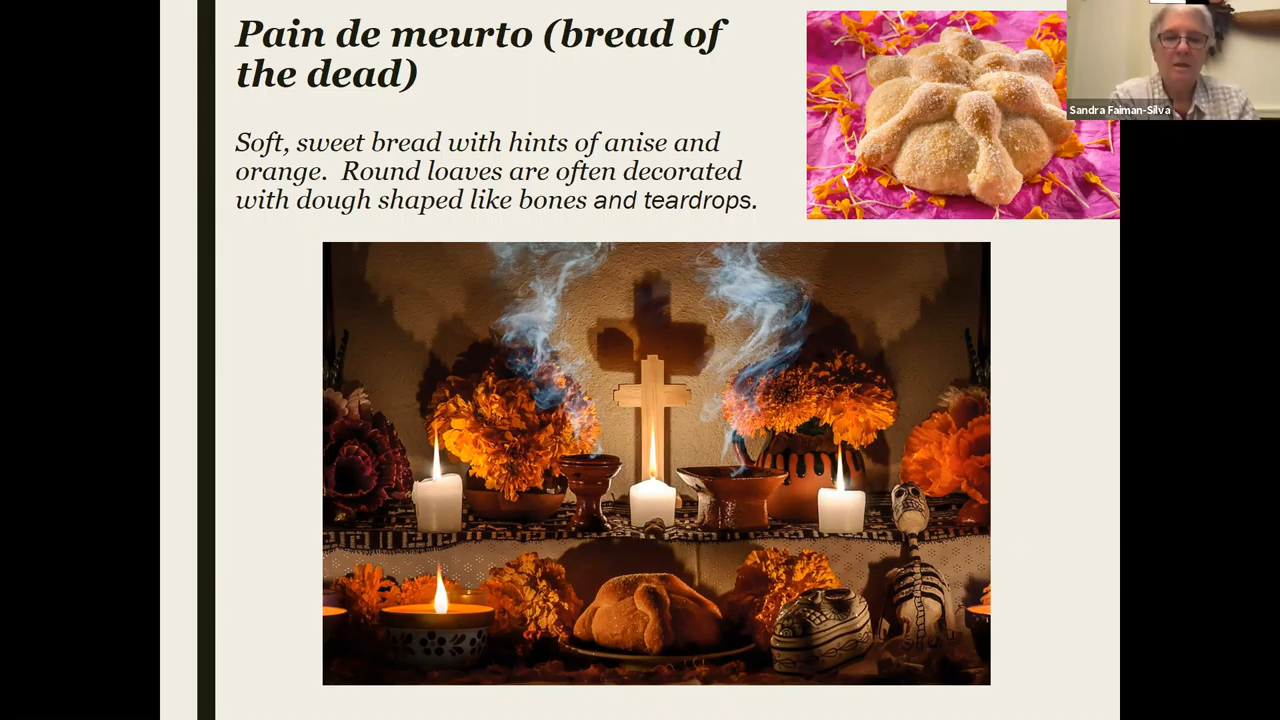 Pain de meurto (bread of
the dead)
Soft, sweet bread with hints of anise and
orange.  Round loaves are often decorated
with dough shaped like bones and teardrops.
Sandra Faiman-Silva